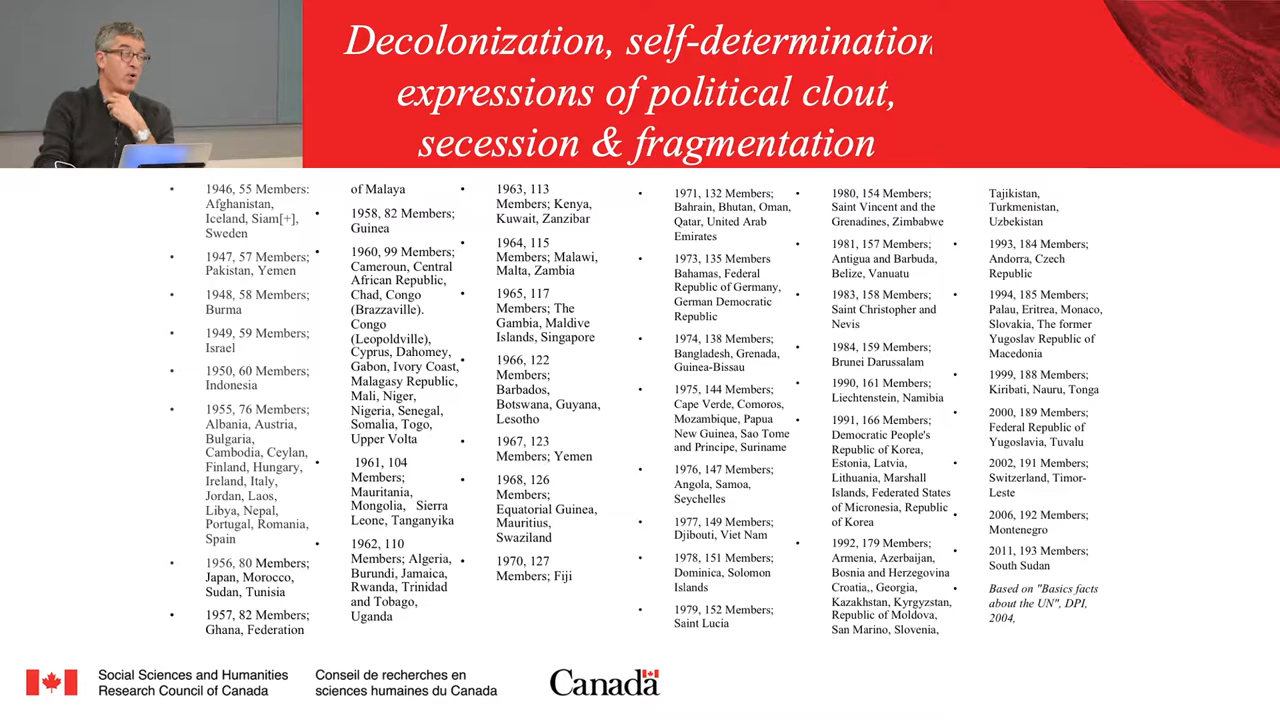 Decolonization, self-determination
expressions of political clout,
secession & fragmentation
• 1946, 55 Members:
Afghanistan,
Iceland, Siam[+],
Sweden
• 1947, 57 Members;
Pakistan, Yemen
• 1948, 58 Members;
Burma
• 1949, 59 Members;
Israel
• 1950, 60 Members;
Indonesia
• 1955, 76 Members;
Albania, Austria,
Bulgaria,
Cambodia, Ceylan,
Finland, Hungary,
Ireland, Italy,
Jordan, Laos,
Libya, Nepal,
Portugal, Romania,
Spain
• 1956, 80 Members;
Japan, Morocco,
Sudan, Tunisia
• 1957, 82 Members;
Ghana, Federation
of Malaya
• 1958, 82 Members;
Guinea
• 1960, 99 Members;
Cameroun, Central
African Republic,
Chad, Congo
(Brazzaville).
Congo
(Leopoldville),
Cyprus, Dahomey,
Gabon, Ivory Coast,
Malagasy Republic,
Mali, Niger,
Nigeria, Senegal,
Somalia, Togo,
Upper Volta
• 1961, 104
Members;
Mauritania,
Mongolia, Sierra
Leone, Tanganyika
• 1962, 110
Members; Algeria,
Burundi, Jamaica,
Rwanda, Trinidad
and Tobago,
Uganda
• 1963, 113
Members; Kenya,
Kuwait, Zanzibar
• 1964, 115
Members; Malawi,
Malta, Zambia
• 1965, 117
Members; The
Gambia, Maldive
Islands, Singapore
• 1966, 122
Members;
Barbados,
Botswana, Guyana,
Lesotho
• 1967, 123
Members; Yemen
• 1968, 126
Members;
Equatorial Guinea,
Mauritius,
Swaziland
• 1970, 127
Members; Fiji
• 1971, 132 Members;
Bahrain, Bhutan, Oman,
Qatar, United Arab
Emirates
• 1973, 135 Members
Bahamas, Federal
Republic of Germany,
German Democratic
Republic
• 1974, 138 Members;
Bangladesh, Grenada,
Guinea-Bissau
• 1975, 144 Members;
Cape Verde, Comoros,
Mozambique, Papua
New Guinea, Sao Tome
and Principe, Suriname
• 1976, 147 Members;
Angola, Samoa,
Seychelles
• 1977, 149 Members;
Djibouti, Viet Nam
• 1978, 151 Members;
Dominica, Solomon
Islands
• 1979, 152 Members;
Saint Lucia
• 1980, 154 Members;
Saint Vincent and the
Grenadines, Zimbabwe
• 1981, 157 Members;
Antigua and Barbuda,
Belize, Vanuatu
• 1983, 158 Members;
Saint Christopher and
Nevis
• 1984, 159 Members;
Brunei Darussalam
• 1990, 161 Members;
Liechtenstein, Namibia
• 1991, 166 Members;
Democratic People's
Republic of Korea,
Estonia, Latvia,
Lithuania, Marshall
Islands, Federated States
of Micronesia, Republic
of Korea
• 1992, 179 Members;
Armenia, Azerbaijan,
Bosnia and Herzegovina
Croatia,, Georgia,
Kazakhstan, Kyrgyzstan,
Republic of Moldova,
San Marino, Slovenia,
Tajikistan,
Turkmenistan,
Uzbekistan
• 1993, 184 Members;
Andorra, Czech
Republic
• 1994, 185 Members;
Palau, Eritrea, Monaco,
Slovakia, The former
Yugoslav Republic of
Macedonia
• 1999, 188 Members;
Kiribati, Nauru, Tonga
• 2000, 189 Members;
Federal Republic of
Yugoslavia, Tuvalu
• 2002, 191 Members;
Switzerland, Timor-
Leste
• 2006, 192 Members;
Montenegro
• 2011, 193 Members;
South Sudan
• Based on "Basics facts
about the UN", DPI,
2004,
Social Sciences and Humanities
Research Council of Canada
Conseil de recherches en
sciences humaines du Canada
Canada